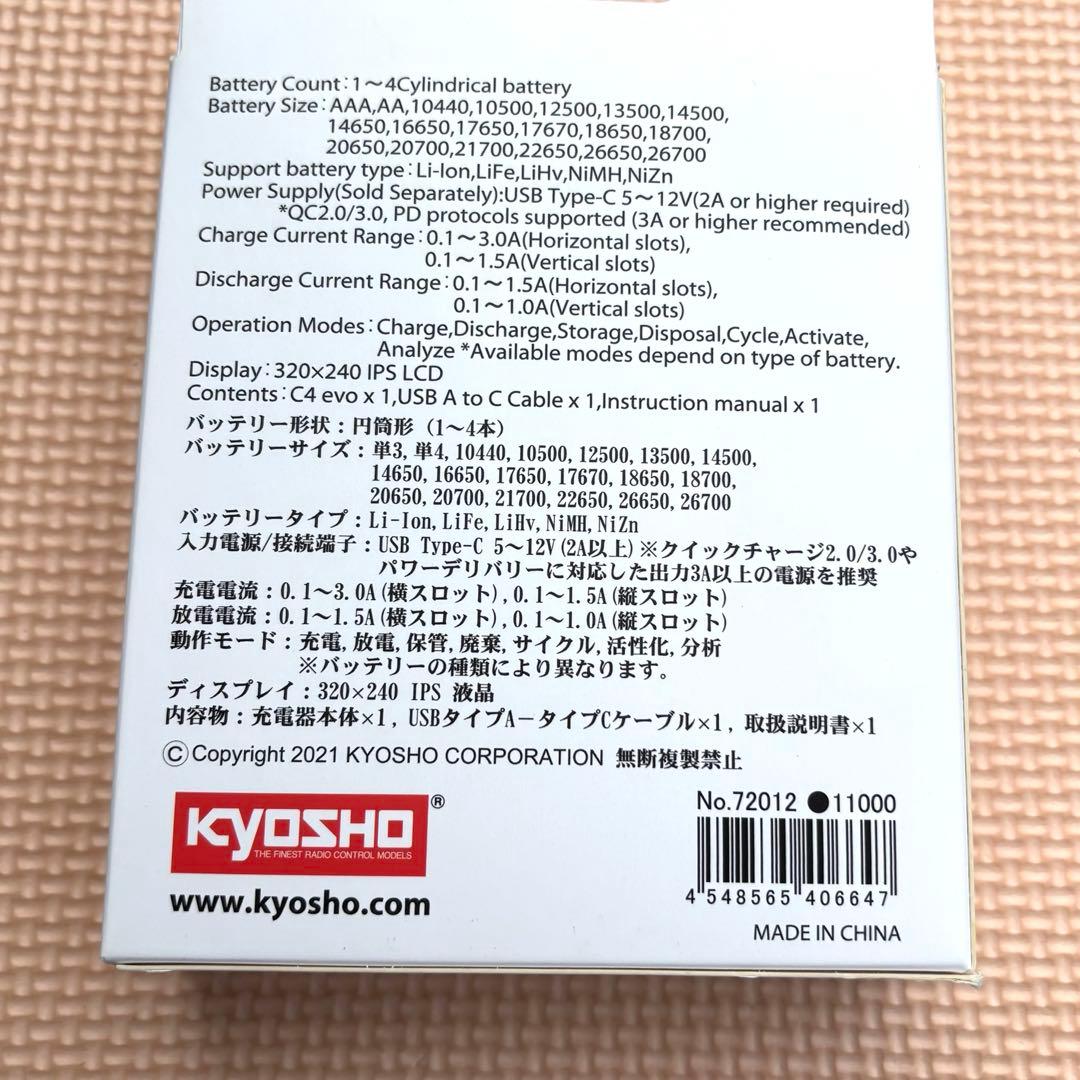 Battery Count：1～4Cylindrical battery
Battery Size：AAA,AA,10440,10500,12500,13500,14500,
14650,16650,17650,17670,18650,18700,
20650,20700,21700,22650,26650,26700
Support battery type：Li-Ion,LiFe,LiHv,NiMH,NiZn
Power Supply(Sold Separately):USB Type-C 5～12V(2A or higher required)
*QC2.0/3.0, PD protocols supported (3A or higher recommended)
Charge Current Range：0.1～3.0A(Horizontal slots),
0.1～1.5A(Vertical slots)
Discharge Current Range：0.1～1.5A(Horizontal slots),
0.1～1.0A(Vertical slots)
Operation Modes：Charge,Discharge,Storage,Disposal,Cycle,Activate,
Analyze *Available modes depend on type of battery.
Display：320×240 IPS LCD
Contents：C4 evo x 1,USB A to C Cable x 1,Instruction manual x 1
バッテリー形状：円筒形 (1～4本)
バッテリーサイズ：単3, 単4, 10440, 10500, 12500, 13500, 14500,
14650, 16650, 17650, 17670, 18650, 18700,
20650, 20700, 21700, 22650, 26650, 26700
バッテリータイプ：Li-Ion, LiFe, LiHv, NiMH, NiZn
入力電源/接続端子：USB Type-C 5～12V(2A以上)※クイックチャージ2.0/3.0や
パワーデリバリーに対応した出力3A以上の電源を推奨
充電電流：0.1～3.0A(横スロット), 0.1～1.5A(縦スロット)
放電電流：0.1～1.5A(横スロット), 0.1～1.0A(縦スロット)
動作モード：充電, 放電, 保管, 廃棄, サイクル, 活性化, 分析
※バッテリーの種類により異なります。
ディスプレイ：320×240 IPS 液晶
内容物：充電器本体×1, USBタイプA－タイプCケーブル×1, 取扱説明書×1
©Copyright 2021 KYOSHO CORPORATION 無断複製禁止
KYOSHO®
THE FINEST RADIO CONTROL MODELS
www.kyosho.com
No.72012 ●11000
4 548565 406647
MADE IN CHINA